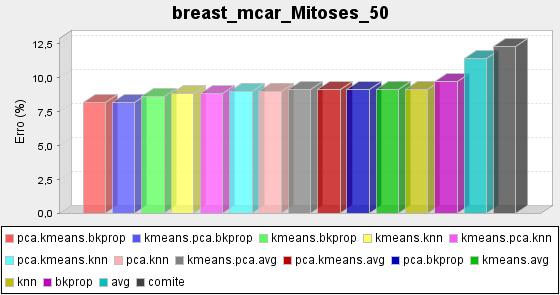 breast_mcar_Mitoses_50
12,5
10,0
7,5
5,0
2,5
0,0
Erro (%)
pca.kmeans.bkprop kmeans.pca.bkprop kmeans.bkprop kmeans.knn kmeans.pca.knn
pca.kmeans.knn pca.knn kmeans.pca.avg pca.kmeans.avg pca.bkprop kmeans.avg
knn bkprop avg comite